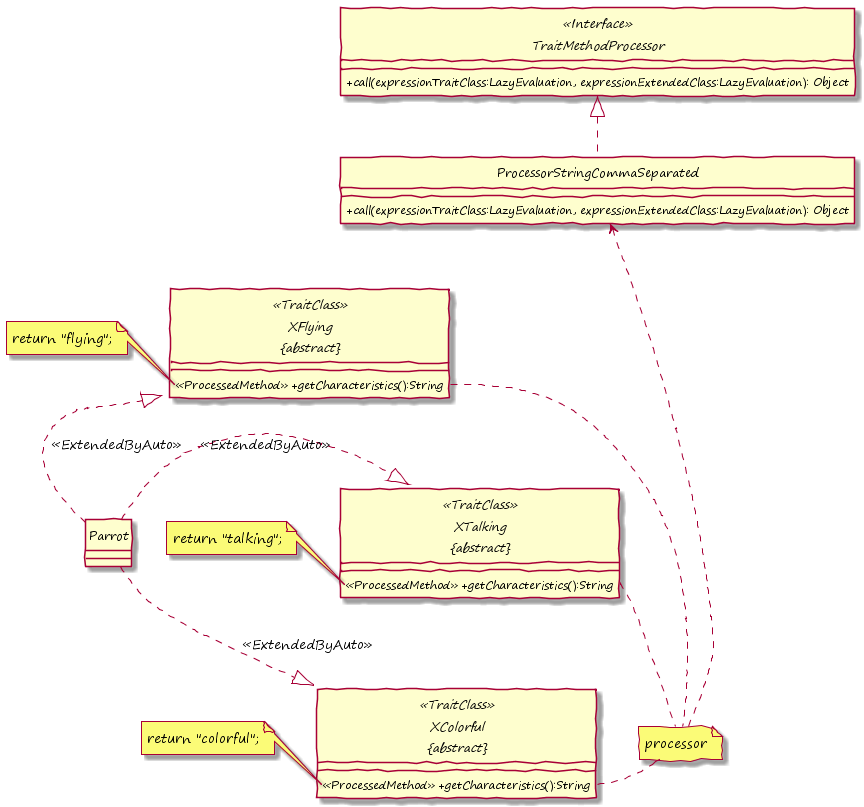 «Interface»
TraitMethodProcessor
+call(expressionTraitClass:LazyEvaluation, expressionExtendedClass:LazyEvaluation): Object
ProcessorStringCommaSeparated
+call(expressionTraitClass:LazyEvaluation, expressionExtendedClass:LazyEvaluation): Object
«TraitClass»
XFlying
{abstract}
return "flying";
«ProcessedMethod» +getCharacteristics():String
«ExtendedByAuto» «ExtendedByAuto»
«TraitClass»
XTalking
{abstract}
Parrot
return "talking";
«ProcessedMethod» +getCharacteristics():String
«ExtendedByAuto»
«TraitClass»
XColorful
{abstract}
return "colorful";
processor
«ProcessedMethod» +getCharacteristics():String